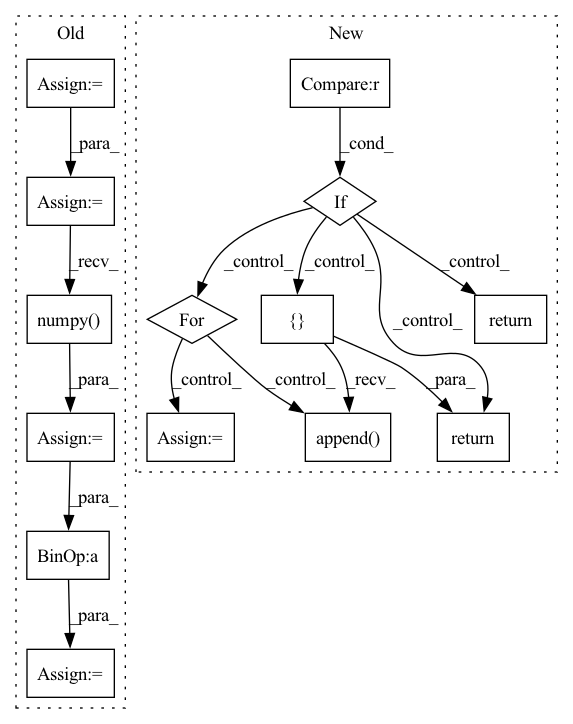 Old
New
Assign:=
Compare:r
_para_
_cond_
Assign:=
If
_recv_
_control_
_control_
_control_
numpy()
For
{}
_control_
return
_para_
_control_
_control_
_recv_
_para_
Assign:=
Assign:=
append()
return
_para_
BinOp:a
_para_
Assign:=